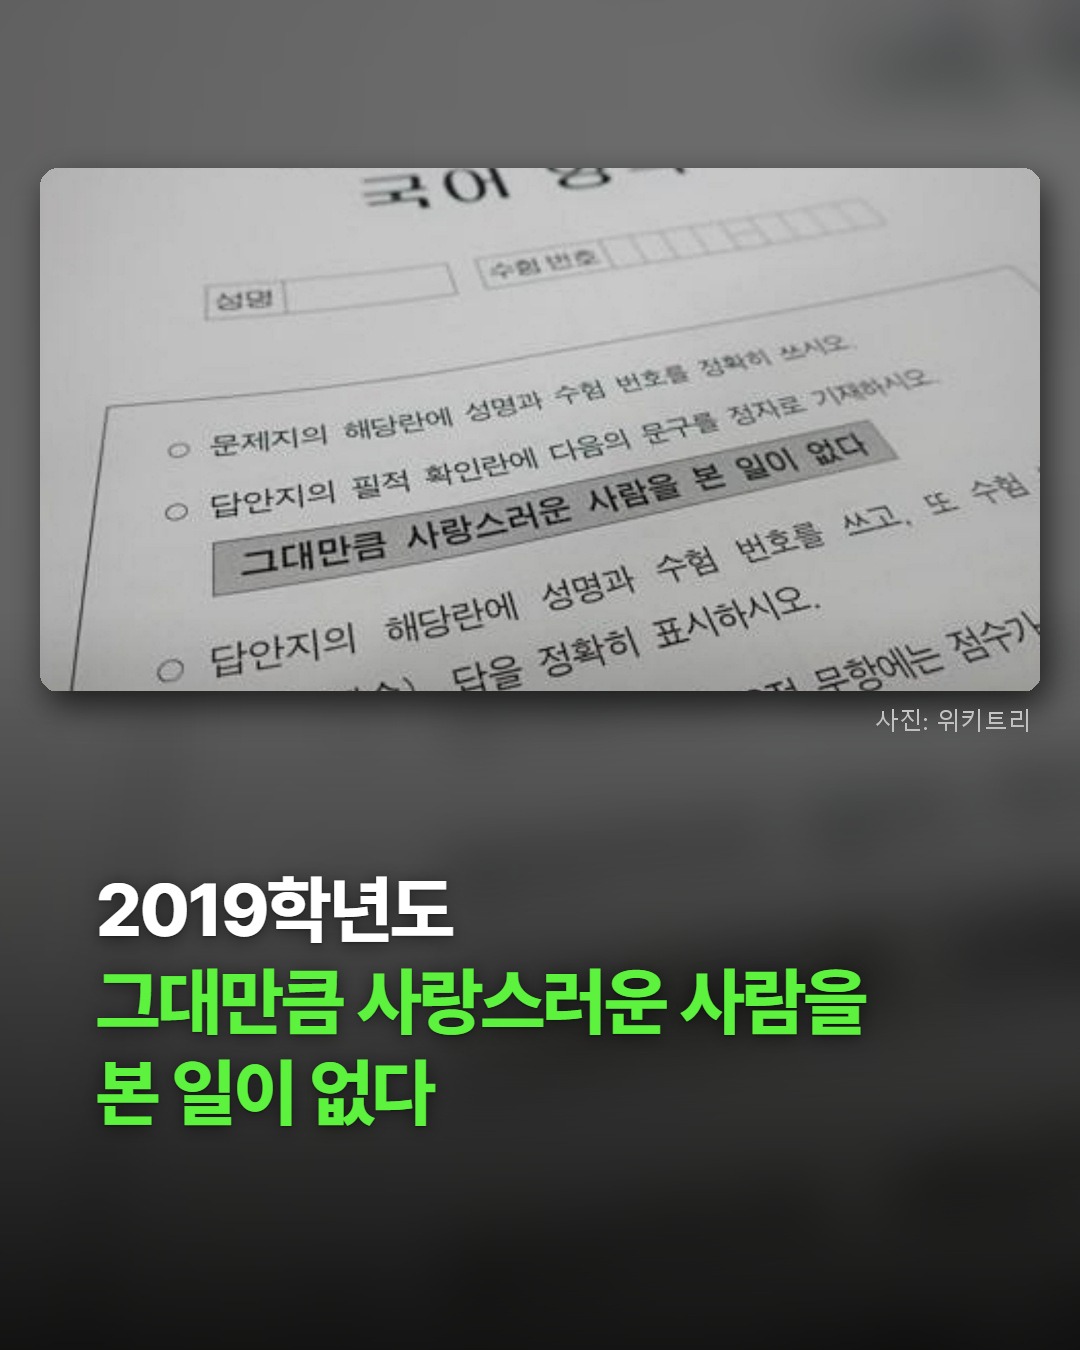 국어 영역
성명
수험 번호
○ 문제지의 해당란에 성명과 수험 번호를 정확히 쓰시오.
○ 답안지의 필적 확인란에 다음의 문구를 정자로 기재하시오.
그대만큼 사랑스러운 사람을 본 일이 없다
○ 답안지의 해당란에 성명과 수험 번호를 쓰고, 또 수험
답을 정확히 표시하시오.
문항에는 점수가
사진: 위키트리
2019학년도
그대만큼 사랑스러운 사람을
본 일이 없다